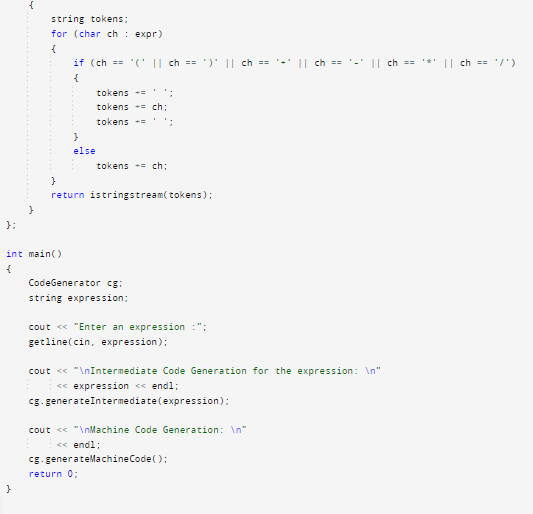 {
string tokens;
for (char ch : expr)
{
if (ch == '(' || ch == ')' || ch == '+' || ch == '-' || ch == '*' || ch == '/')
{
tokens += ' ';
tokens += ch;
tokens += ' ';
}
else
tokens += ch;
}
return istringstream(tokens);
}
};
int main()
{
CodeGenerator cg;
string expression;
cout << "Enter an expression :";
getline(cin, expression);
cout << "\nIntermediate Code Generation for the expression: \n"
<< expression << endl;
cg.generateIntermediate(expression);
cout << "\nMachine Code Generation: \n"
<< endl;
cg.generateMachineCode();
return 0;
}